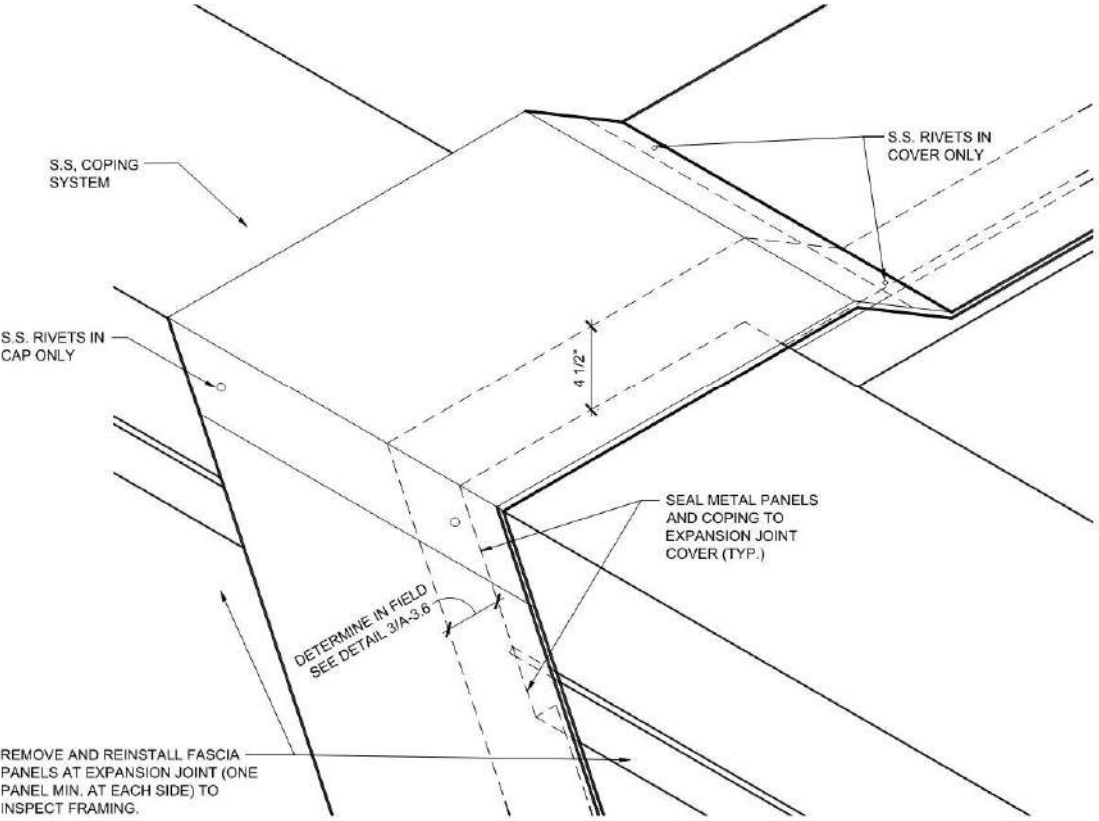 S.S, COPING
SYSTEM
S.S. RIVETS IN
COVER ONLY
S.S. RIVETS IN
CAP ONLY
4 1/2"
SEAL METAL PANELS
AND COPING TO
EXPANSION JOINT
COVER (TYP.)
DETERMINE IN FIELD
SEE DETAIL 3/A-3.6
REMOVE AND REINSTALL FASCIA
PANELS AT EXPANSION JOINT (ONE
PANEL MIN. AT EACH SIDE) TO
INSPECT FRAMING.